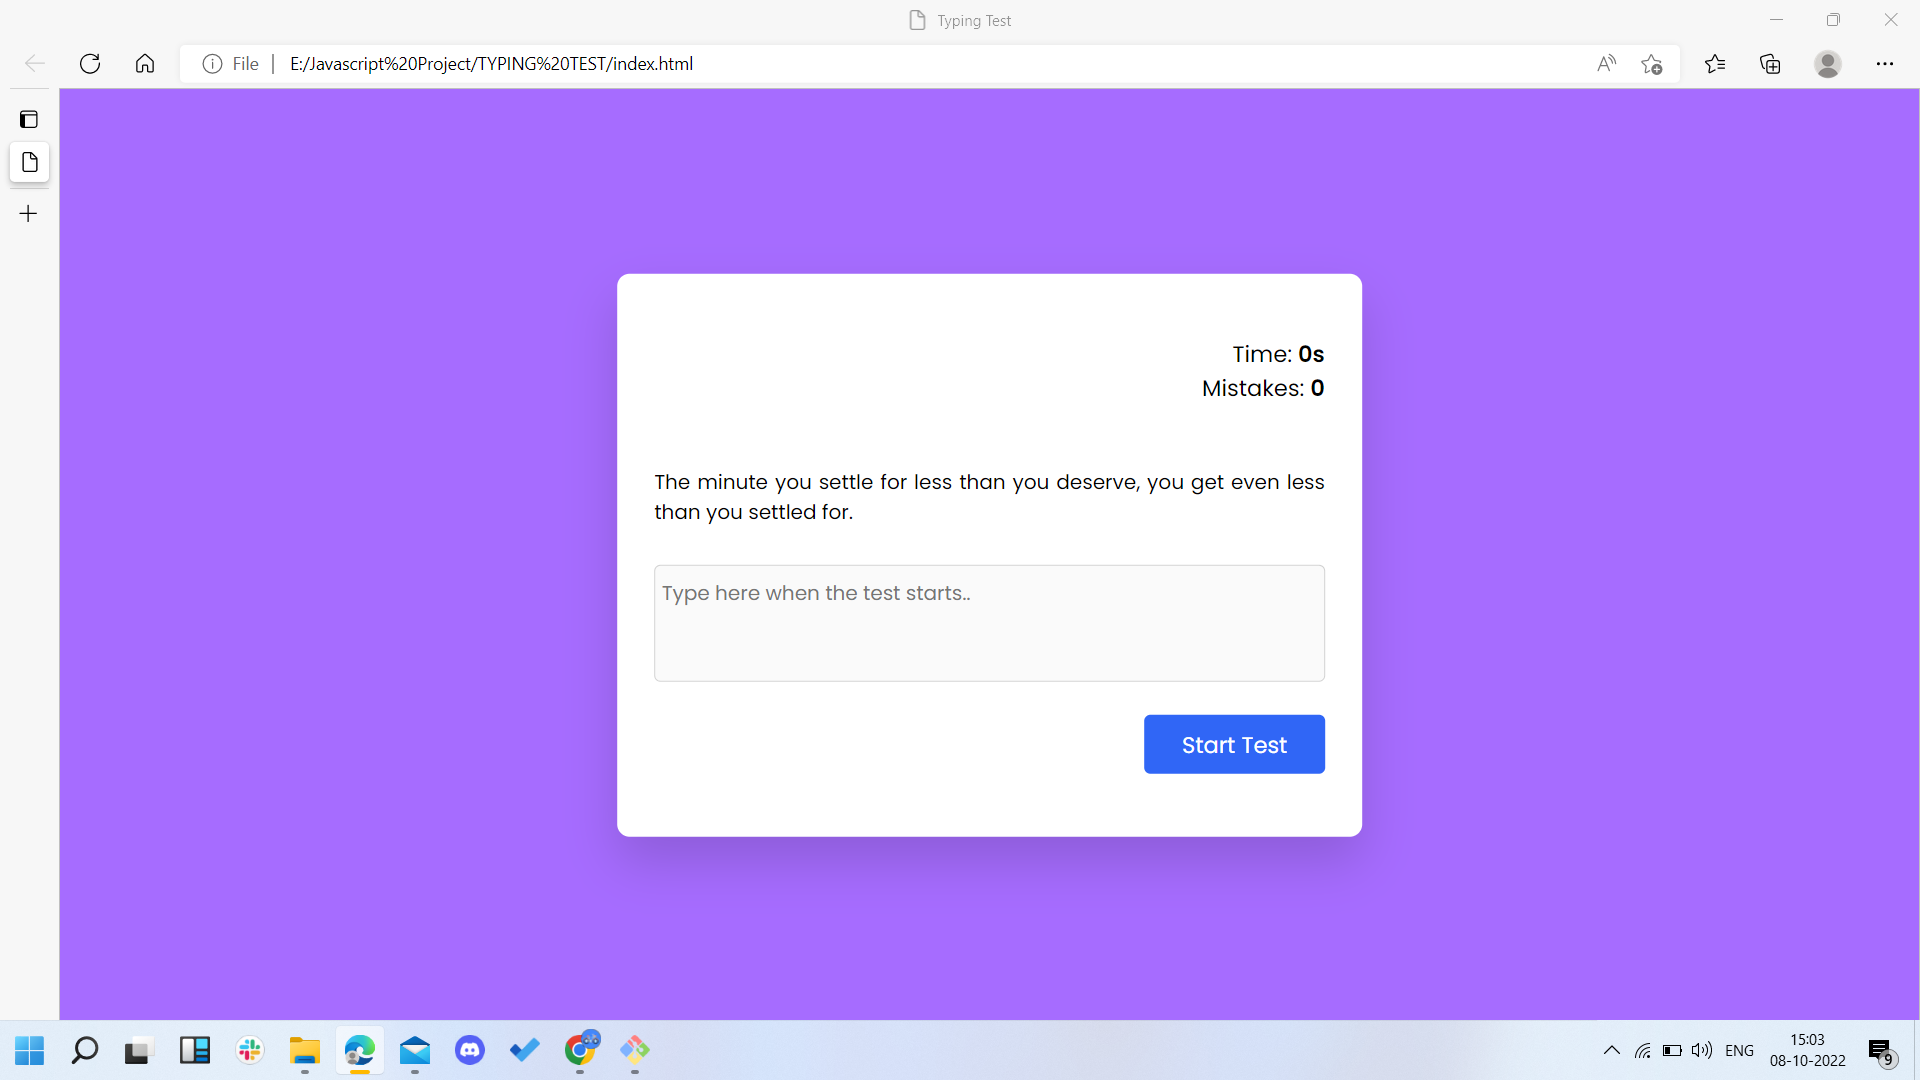 Typing Test
File
E:/Javascript%20Project/TYPING%20TEST/index.html
Time: 0s
Mistakes: 0
The minute you settle for less than you deserve, you get even less
than you settled for.
Type here when the test starts..
Start Test
ENG
15:03
08-10-2022
9